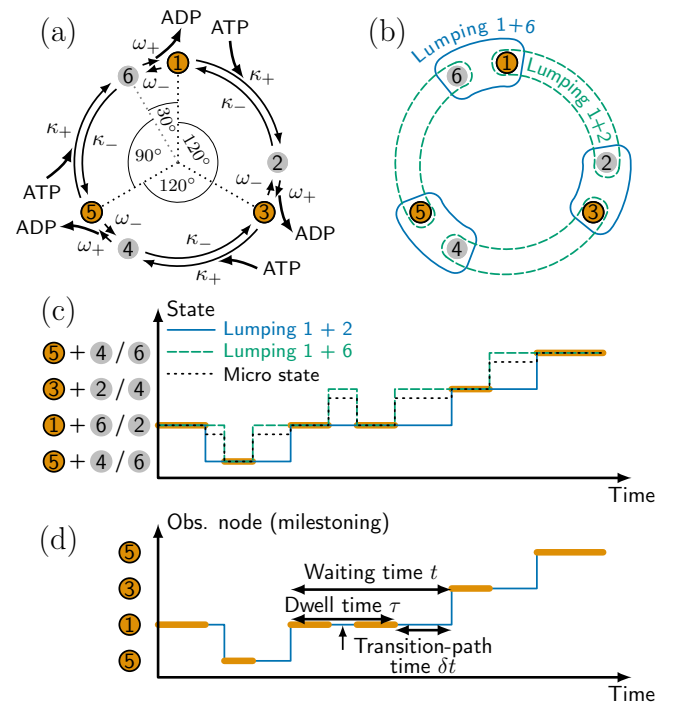 (a)
ADP
ATP
ω₊
ω₋
6
1
κ₊
κ₋
κ₊
κ₋
30°
120°
90°
120°
ATP
2
ω₋
ω₊
5
3
ω₋
ω₊
ADP
4
κ₋
κ₊
ATP
ADP
(b)
Lumping 1+6
Lumping 1+2
6
1
2
3
5
4
(c)
State
Lumping 1 + 2
Lumping 1 + 6
Micro state
5 + 4 / 6
3 + 2 / 4
1 + 6 / 2
5 + 4 / 6
Time
(d)
Obs. node (milestoning)
5
3
1
5
Waiting time t
Dwell time τ
Transition-path
time δt
Time